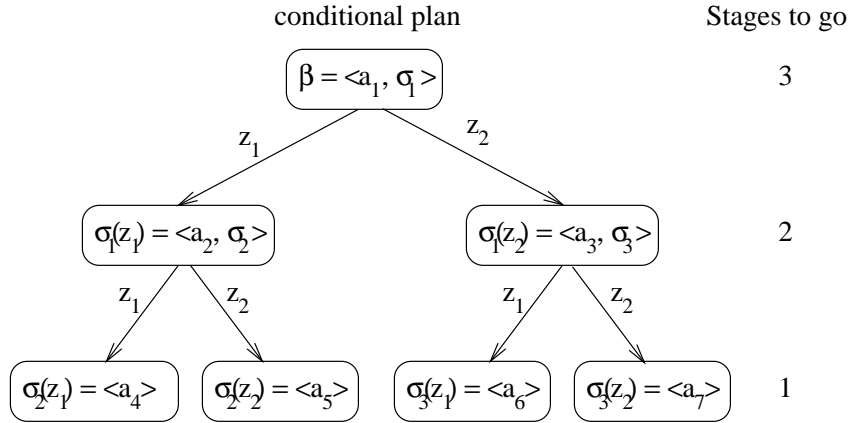 conditional plan Stages to go
β = <a₁, σ₁> 3
z₁ z₂
σ₁(z₁) = <a₂, σ₂> σ₁(z₂) = <a₃, σ₃> 2
z₁ z₂ z₁ z₂
σ₂(z₁) = <a₄> σ₂(z₂) = <a₅> σ₃(z₁) = <a₆> σ₃(z₂) = <a₇> 1